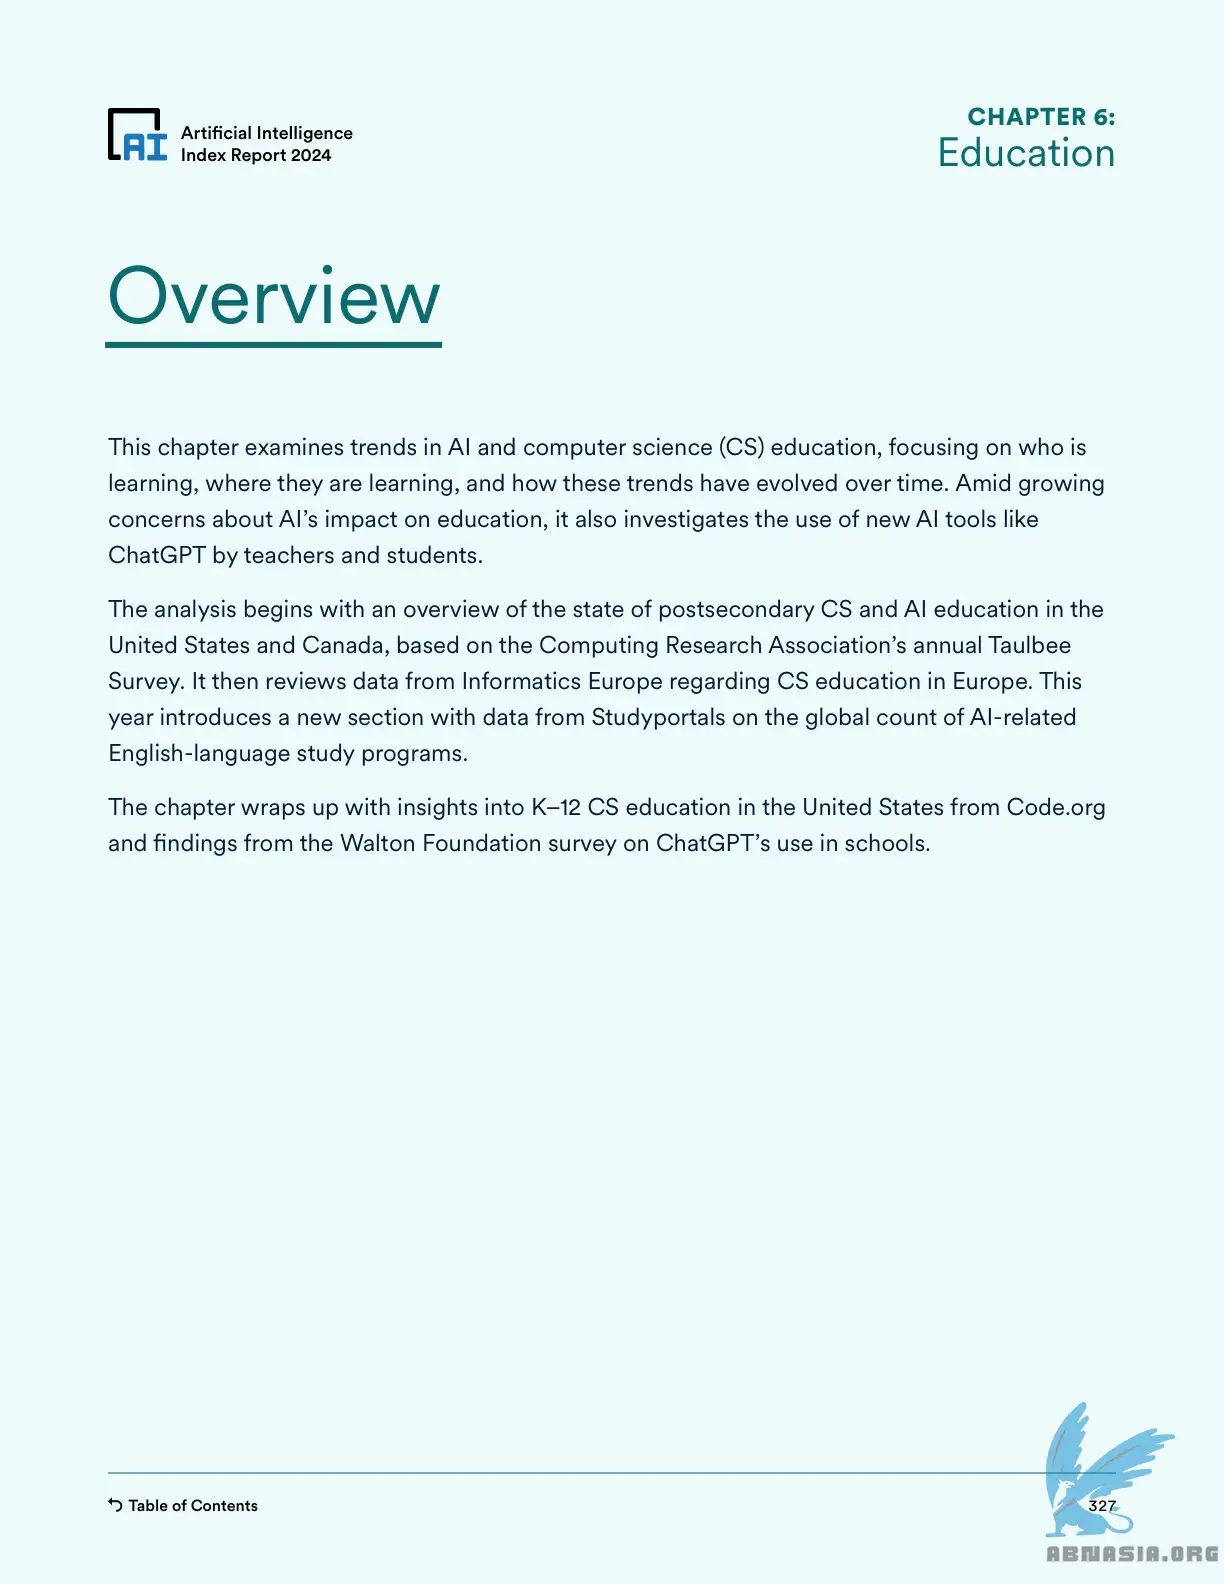 AI
Artificial Intelligence
Index Report 2024
CHAPTER 6:
Education
Overview
This chapter examines trends in AI and computer science (CS) education, focusing on who is
learning, where they are learning, and how these trends have evolved over time. Amid growing
concerns about AI’s impact on education, it also investigates the use of new AI tools like
ChatGPT by teachers and students.
The analysis begins with an overview of the state of postsecondary CS and AI education in the
United States and Canada, based on the Computing Research Association’s annual Taulbee
Survey. It then reviews data from Informatics Europe regarding CS education in Europe. This
year introduces a new section with data from Studyportals on the global count of AI-related
English-language study programs.
The chapter wraps up with insights into K–12 CS education in the United States from Code.org
and findings from the Walton Foundation survey on ChatGPT’s use in schools.
Table of Contents
327
ABNASIA.ORG